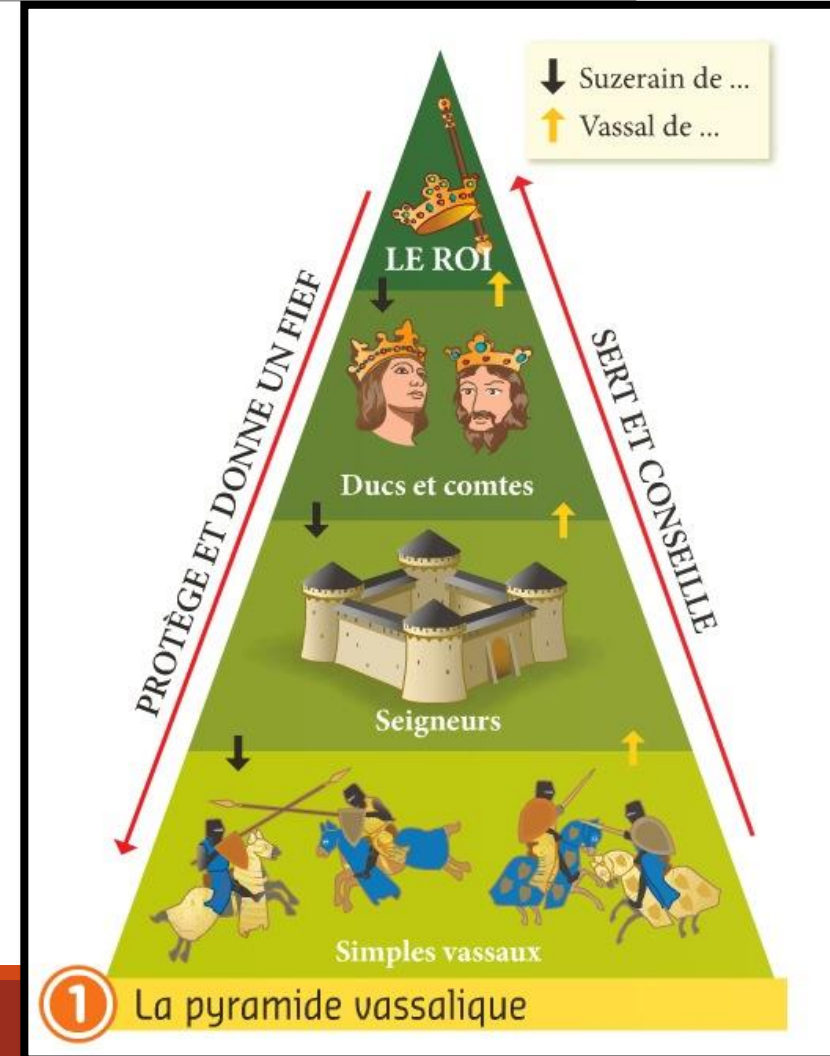 Suzerain de ...
Vassal de ...
LE ROI
PROTÈGE ET DONNE UN FIEF
SERT ET CONSEILLE
Ducs et comtes
Seigneurs
Simples vassaux
1 La pyramide vassalique